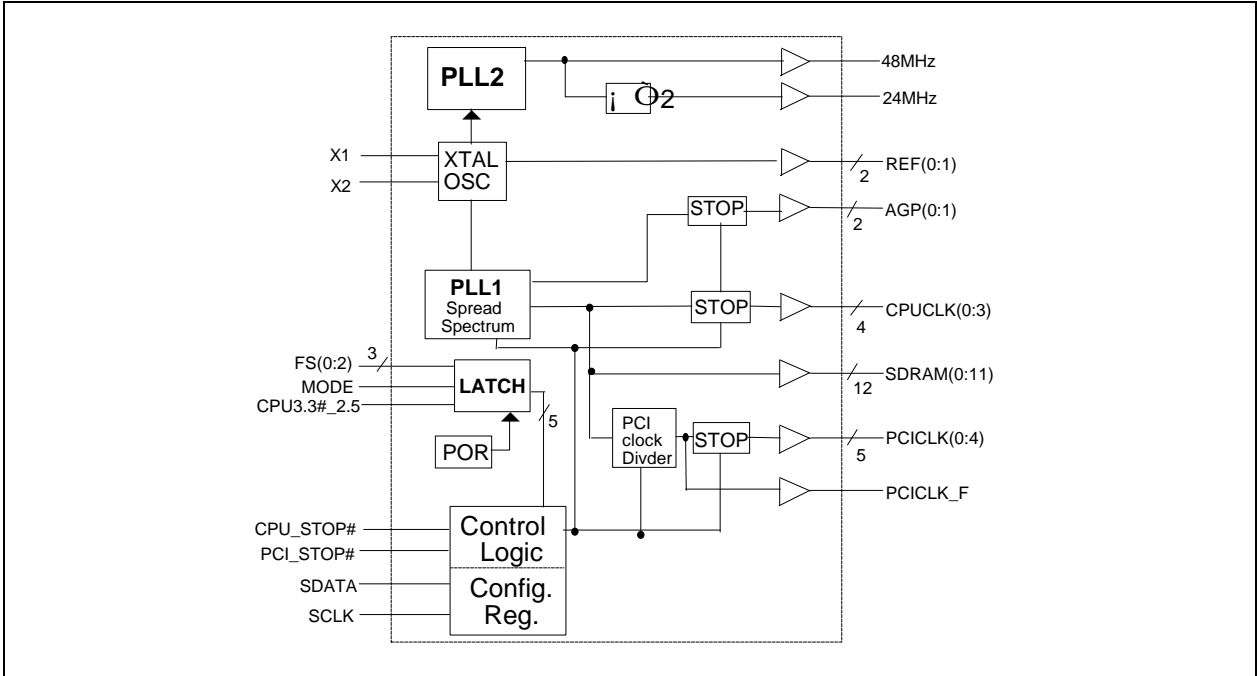 PLL2
48MHz
¡ Ò2
24MHz
X1
X2
XTAL
OSC
REF(0:1)
2
STOP
AGP(0:1)
2
PLL1
Spread
Spectrum
STOP
CPUCLK(0:3)
4
FS(0:2)
3
MODE
CPU3.3#_2.5
LATCH
5
SDRAM(0:11)
12
POR
PCI
clock
Divder
STOP
PCICLK(0:4)
5
PCICLK_F
CPU_STOP#
PCI_STOP#
SDATA
SCLK
Control
Logic
Config.
Reg.